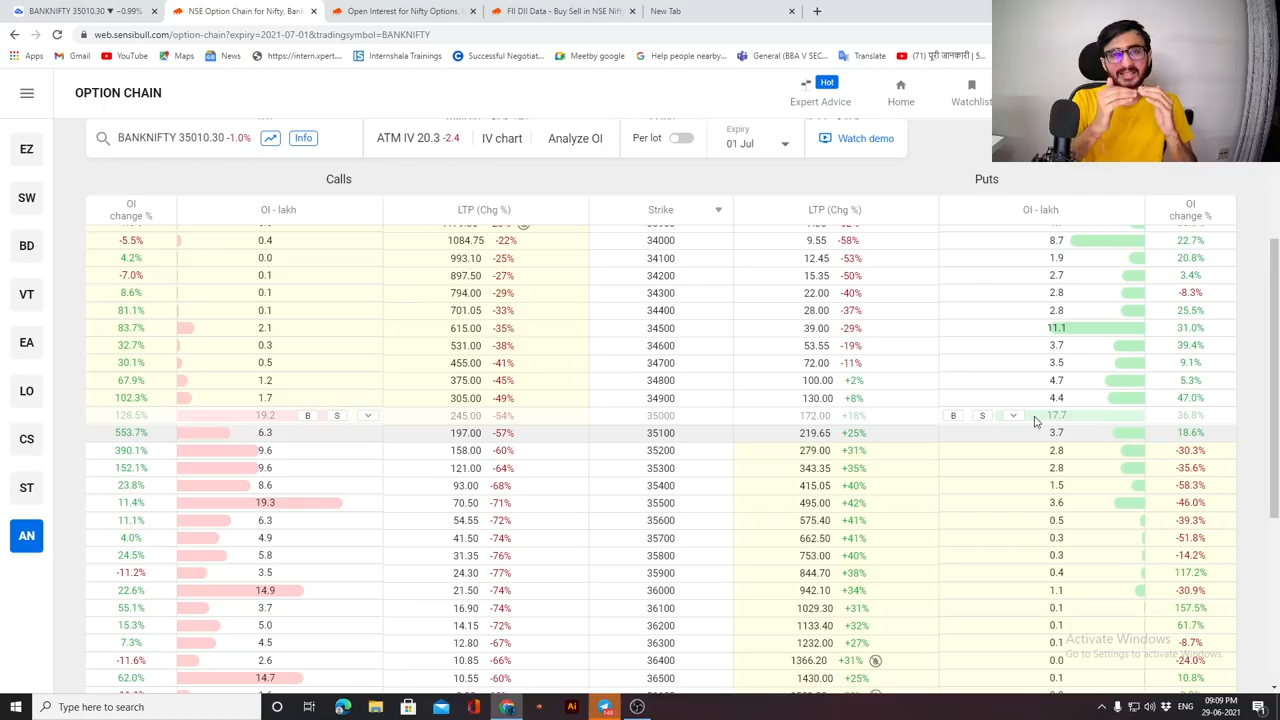 BANKNIFTY 35010.30 ▼ −0.99% NSE Option Chain for Nifty, Bank Open Interest for Nifty Options, FII DII Data - Buy Sell in NSE Nifty New Tab
web.sensibull.com/option-chain?expiry=2021-07-01&tradingsymbol=BANKNIFTY
Apps Gmail YouTube Maps News https://intern.xpert.... Internshala Trainings Successful Negotiat... Meetby google Help people nearby... General (BBA V SEC... Translate (71) पूरी जानकारी | 5...
OPTION CHAIN
Hot
Expert Advice Home Watchlist
BANKNIFTY 35010.30 -1.0% Info ATM IV 20.3 -2.4 IV chart Analyze OI Per lot Expiry 01 Jul Watch demo
EZ
SW
BD
VT
EA
LO
CS
ST
AN
Calls Puts
OI change % OI - lakh LTP (Chg %) Strike LTP (Chg %) OI - lakh OI change %
-5.5% 0.4 1084.75 -22% 34000 9.55 -58% 8.7 22.7%
4.2% 0.0 993.10 -25% 34100 12.45 -53% 1.9 20.8%
-7.0% 0.1 897.50 -27% 34200 15.35 -50% 2.7 3.4%
8.6% 0.1 794.00 -29% 34300 22.00 -40% 2.8 -8.3%
81.1% 0.1 701.05 -33% 34400 28.00 -37% 2.8 25.5%
83.7% 2.1 615.00 -35% 34500 39.00 -29% 11.1 31.0%
32.7% 0.3 531.00 -38% 34600 53.55 -19% 3.7 39.4%
30.1% 0.5 455.00 -41% 34700 72.00 -11% 3.5 9.1%
67.9% 1.2 375.00 -45% 34800 100.00 +2% 4.7 5.3%
102.3% 1.7 305.00 -49% 34900 130.00 +8% 4.4 47.0%
128.5% 19.2 B S 245.00 -54% 35000 172.00 +18% B S 17.7 36.8%
553.7% 6.3 197.00 -57% 35100 219.65 +25% 3.7 18.6%
390.1% 9.6 158.00 -60% 35200 279.00 +31% 2.8 -30.3%
152.1% 9.6 121.00 -64% 35300 343.35 +35% 2.8 -35.6%
23.8% 8.6 93.00 -68% 35400 415.05 +40% 1.5 -58.3%
11.4% 19.3 70.50 -71% 35500 495.00 +42% 3.6 -46.0%
11.1% 6.3 54.55 -72% 35600 575.40 +41% 0.5 -39.3%
4.0% 4.9 41.50 -74% 35700 662.50 +41% 0.3 -51.8%
24.5% 5.8 31.35 -76% 35800 753.00 +40% 0.3 -14.2%
-11.2% 3.5 24.30 -77% 35900 844.70 +38% 0.4 117.2%
22.6% 14.9 21.50 -74% 36000 942.10 +34% 1.1 -30.9%
55.1% 3.7 16.90 -74% 36100 1029.30 +31% 0.1 157.5%
15.3% 5.0 14.15 -72% 36200 1133.40 +32% 0.1 61.7%
7.3% 4.5 12.80 -67% 36300 1232.00 +27% 0.1 -8.7%
-11.6% 2.6 10.85 -66% 36400 1366.20 +31% 0.0 -24.0%
62.0% 14.7 10.55 -60% 36500 1430.00 +25% 0.1 10.8%
Activate Windows
Go to Settings to activate Windows.
Type here to search
149
09:09 PM
29-06-2021